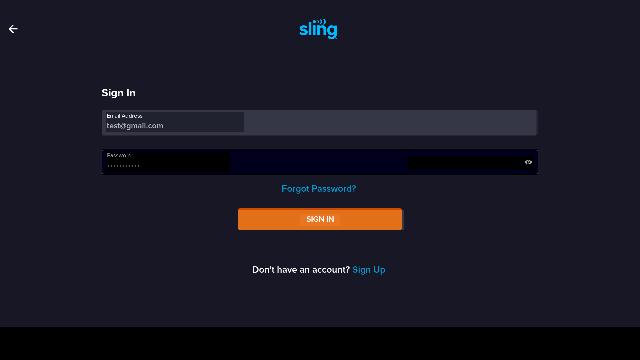 sling
Sign In
Email Address
test@gmail.com
Password
•••••••••••
Forgot Password?
SIGN IN
Don't have an account? Sign Up